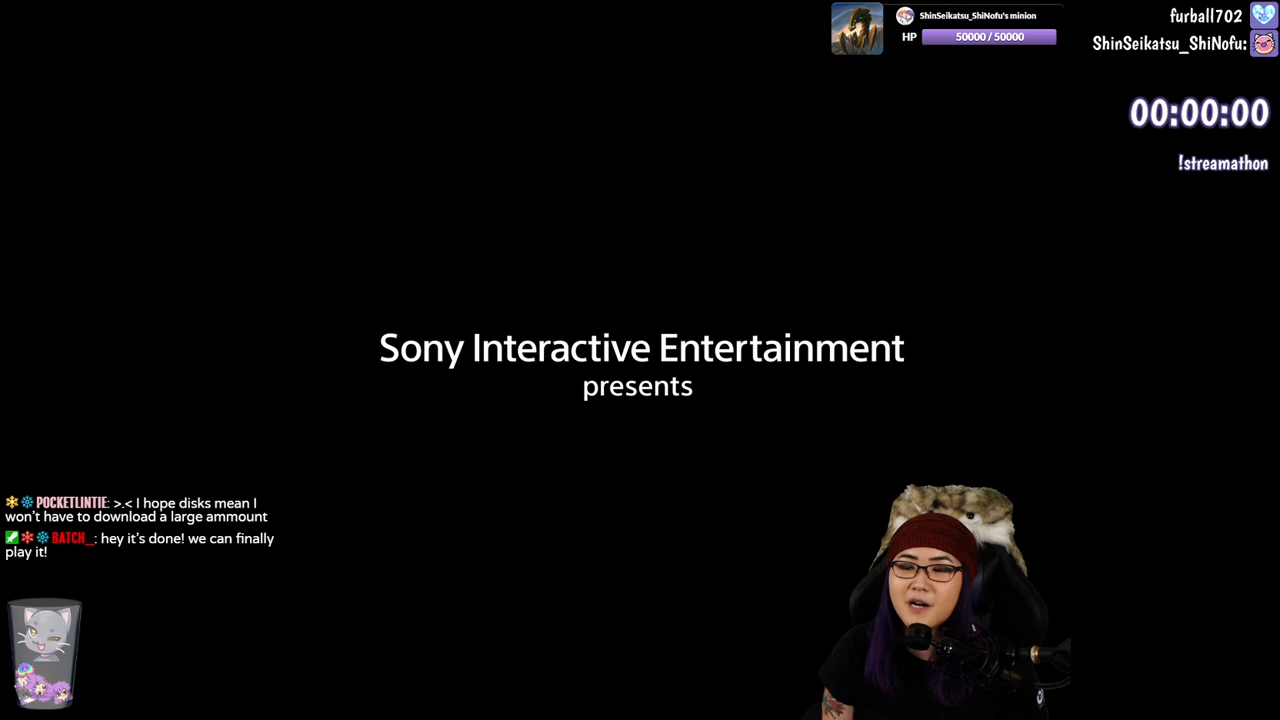 ShinSeikatsu_ShiNofu's minion
HP 50000 / 50000
furball702
ShinSeikatsu_ShiNofu:
00:00:00
!streamathon
Sony Interactive Entertainment
presents
POCKETLINTIE: >.< I hope disks mean I
won't have to download a large ammount
BATCH_: hey it's done! we can finally
play it!